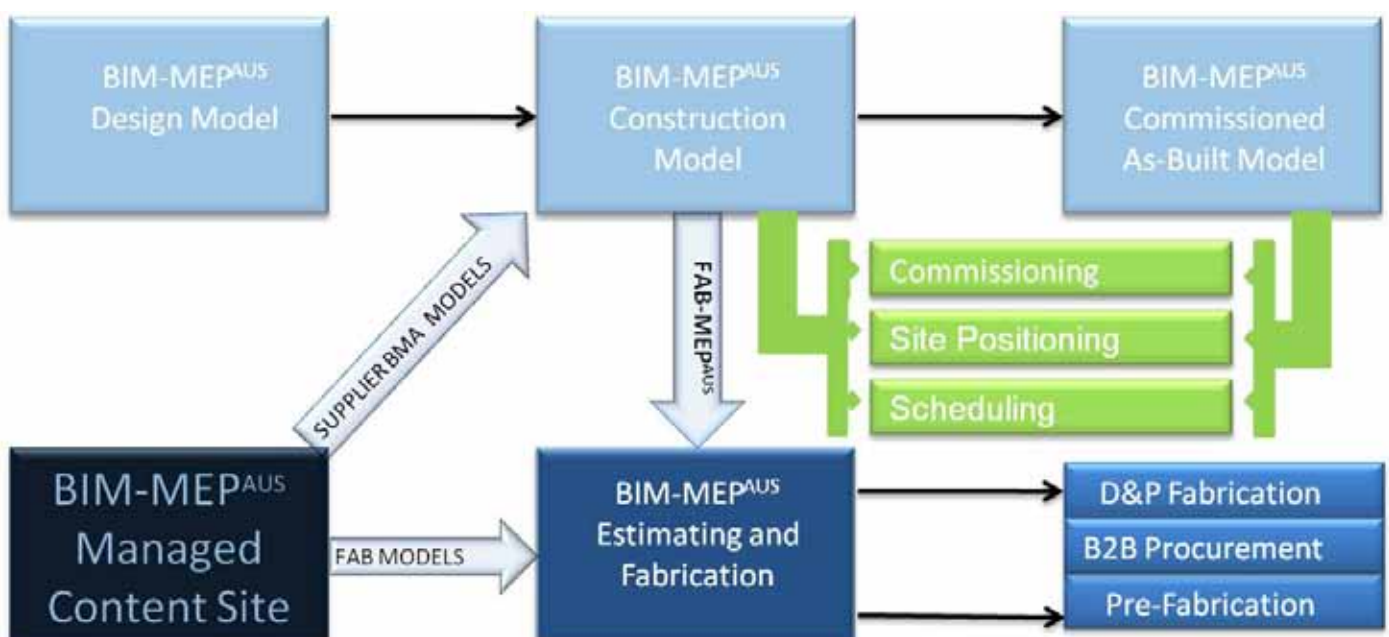 BIM-MEPAUS
Design Model
BIM-MEPAUS
Construction
Model
BIM-MEPAUS
Commissioned
As-Built Model
SUPPLIER BMA MODELS
FAB-MEPAUS
Commissioning
Site Positioning
Scheduling
BIM-MEPAUS
Managed
Content Site
FAB MODELS
BIM-MEPAUS
Estimating and
Fabrication
D&P Fabrication
B2B Procurement
Pre-Fabrication